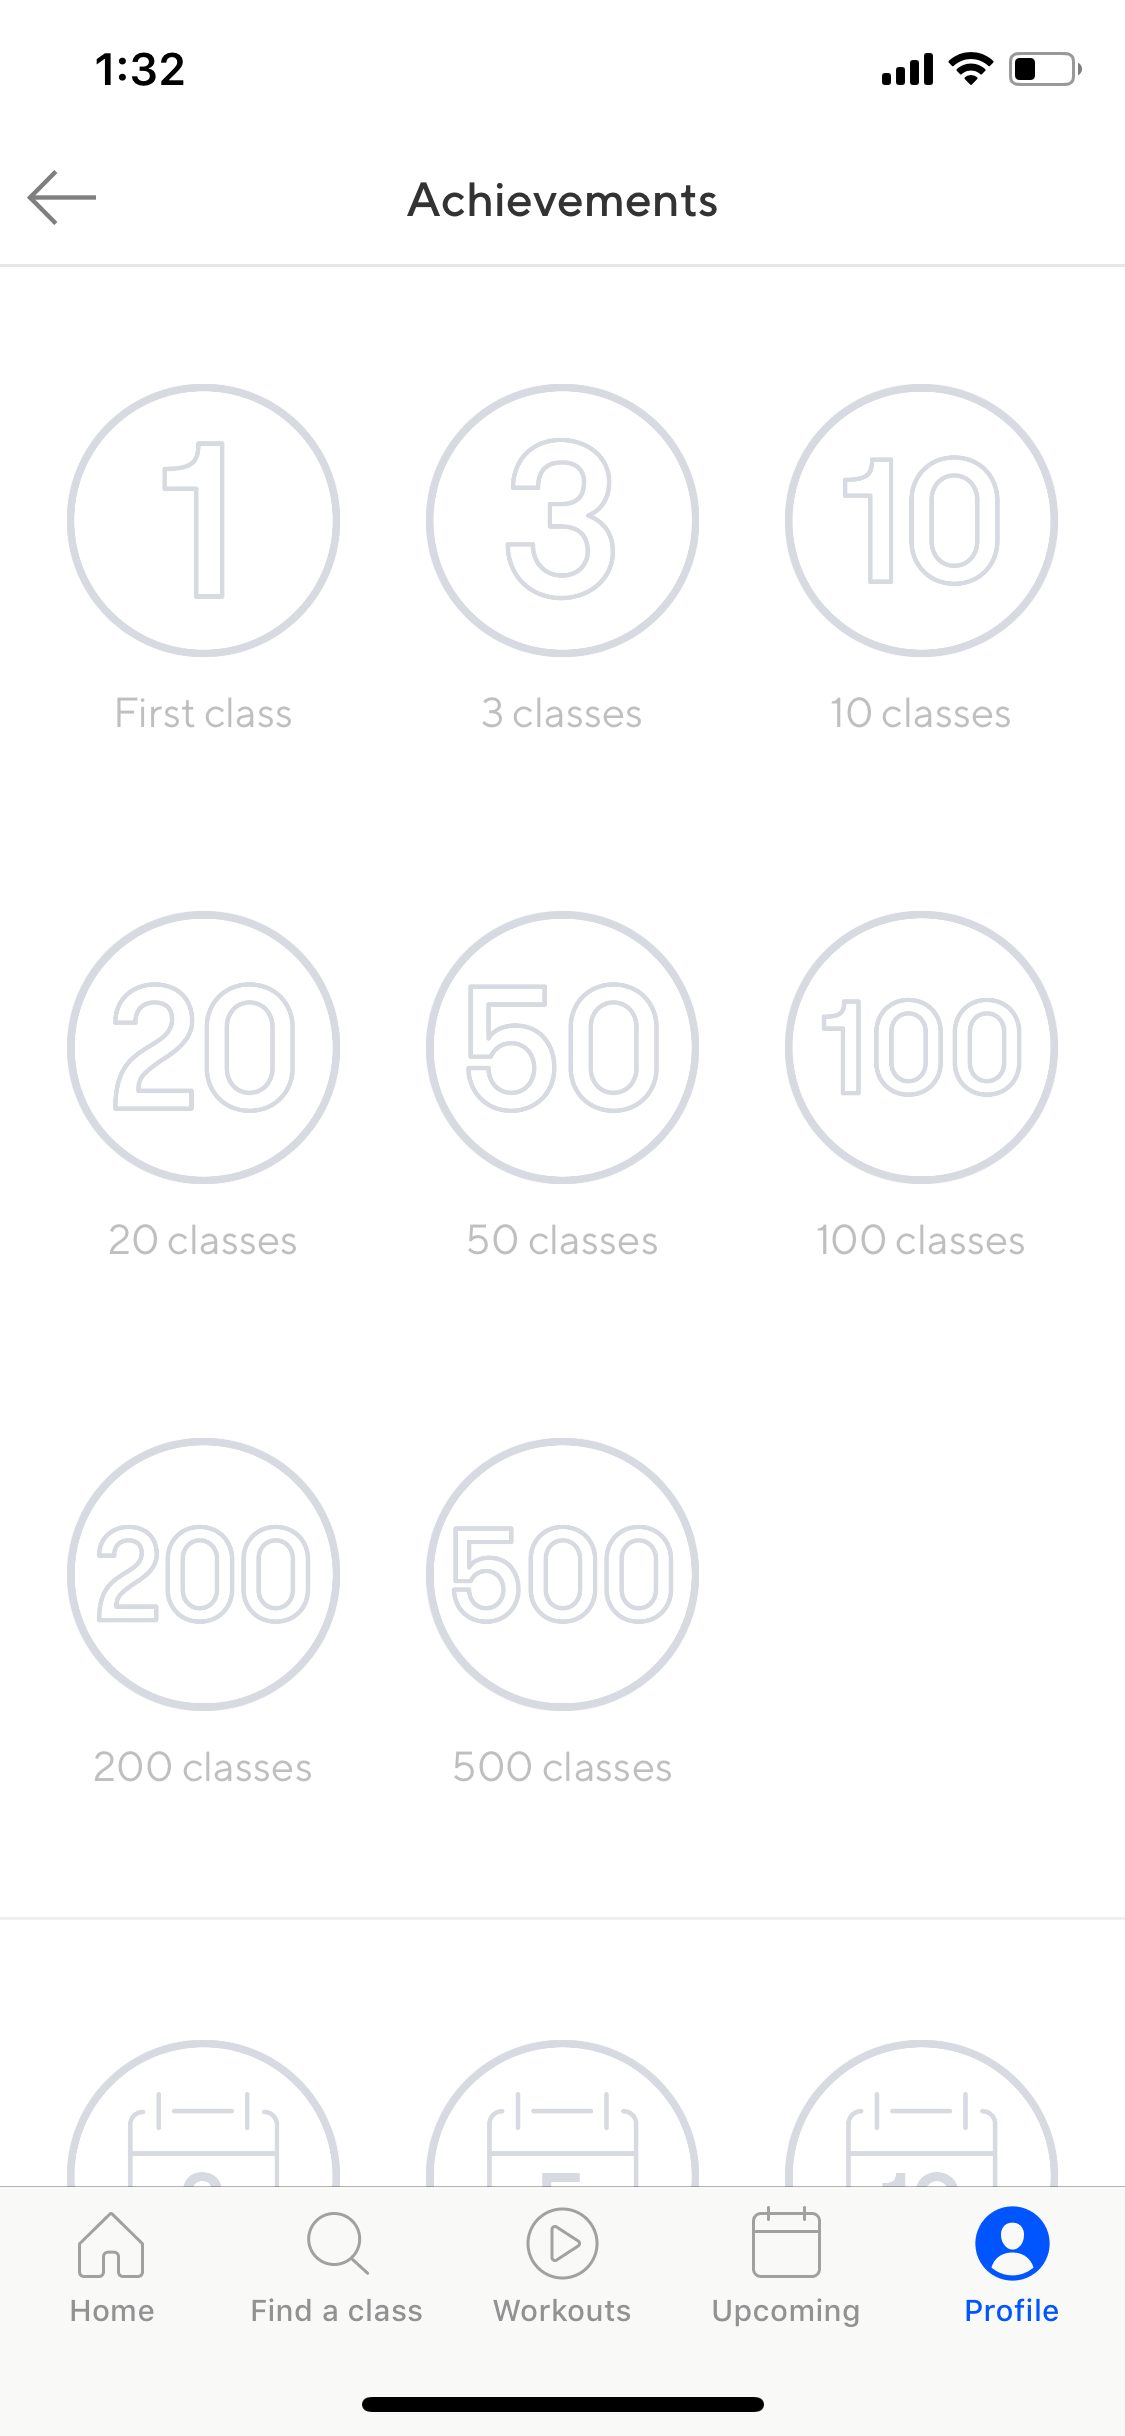 1:32
Achievements
1 3 10
First class 3 classes 10 classes
20 50 100
20 classes 50 classes 100 classes
200 500
200 classes 500 classes
Home Find a class Workouts Upcoming Profile